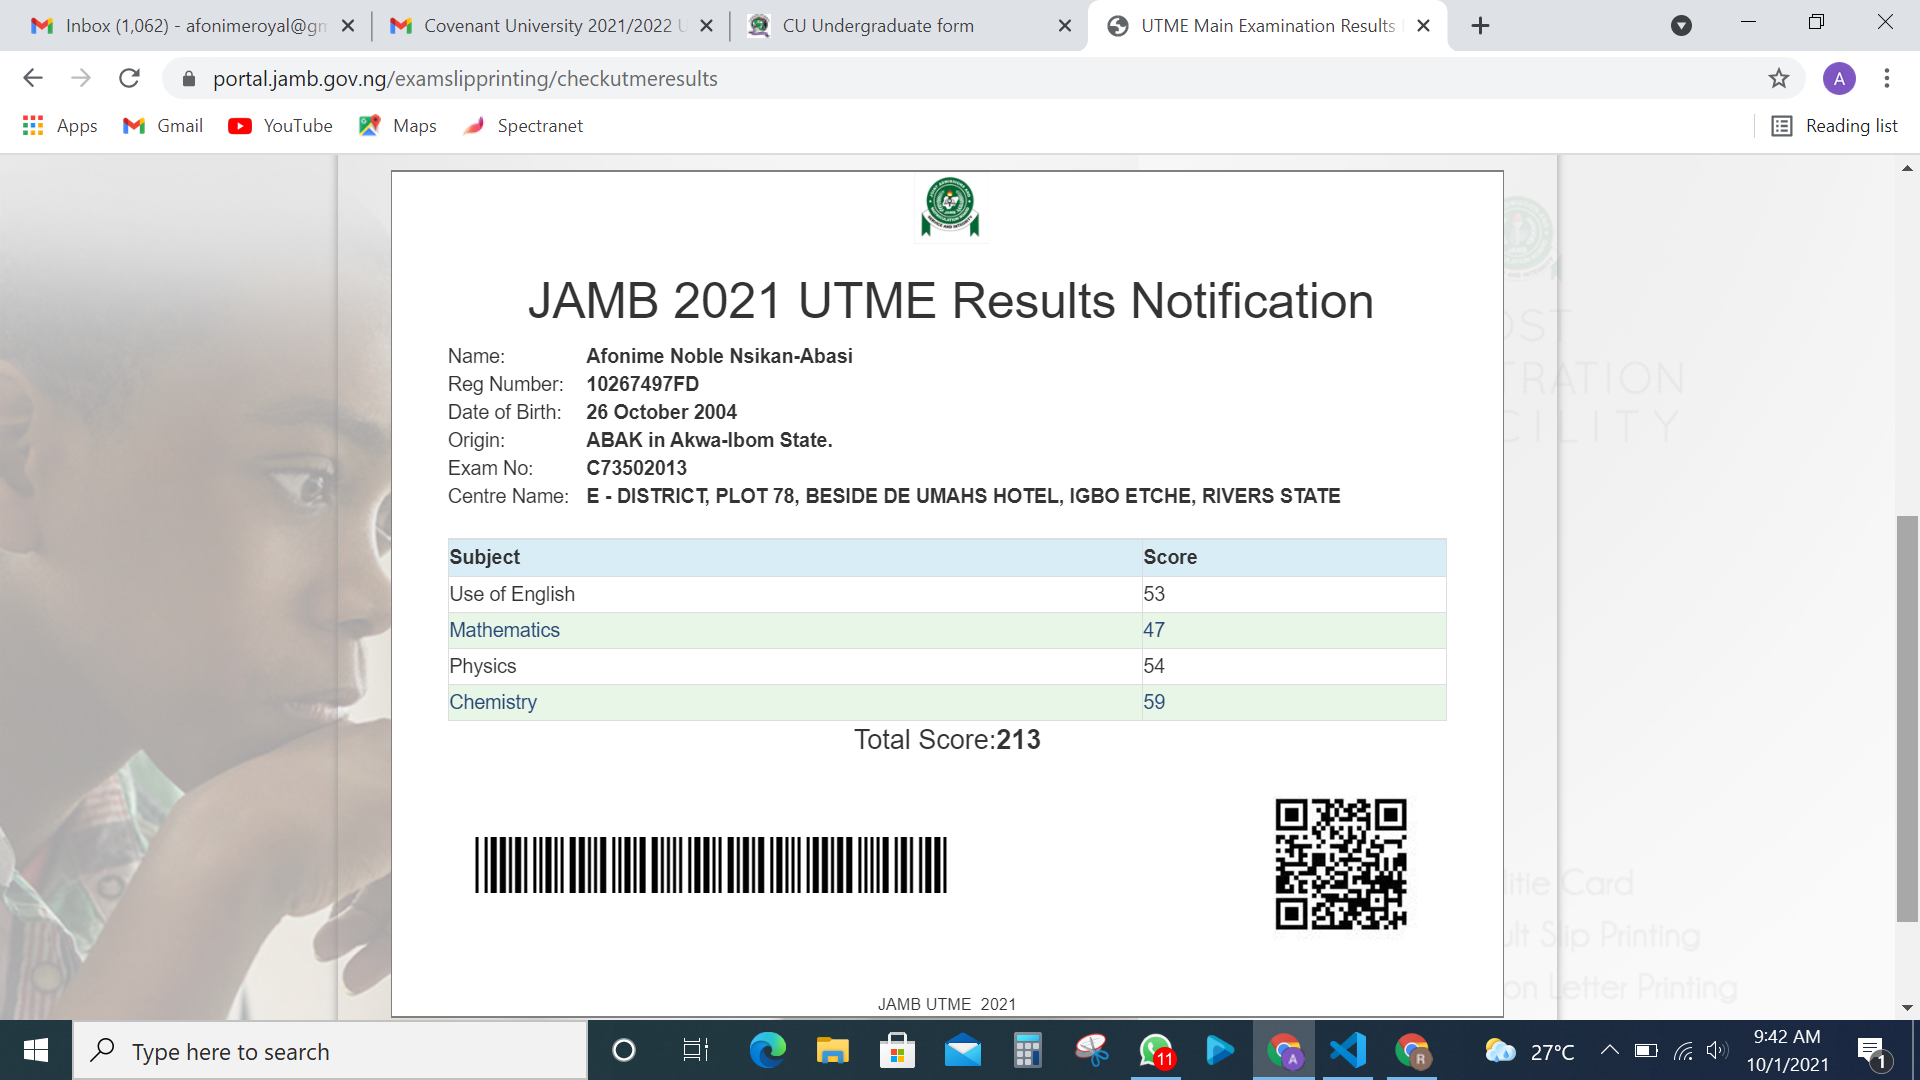 Inbox (1,062) - afonimeroyal@gm
Covenant University 2021/2022 U
CU Undergraduate form
UTME Main Examination Results
portal.jamb.gov.ng/examslipprinting/checkutmeresults
A
Apps
Gmail
YouTube
Maps
Spectranet
Reading list
JAMB 2021 UTME Results Notification
Name: Afonime Noble Nsikan-Abasi
Reg Number: 10267497FD
Date of Birth: 26 October 2004
Origin: ABAK in Akwa-Ibom State.
Exam No: C73502013
Centre Name: E - DISTRICT, PLOT 78, BESIDE DE UMAHS HOTEL, IGBO ETCHE, RIVERS STATE
OST
TRATION
CILITY
Subject Score
Use of English 53
Mathematics 47
Physics 54
Chemistry 59
Total Score:213
itie Card
ult Slip Printing
on Letter Printing
JAMB UTME 2021
Type here to search
11
A
R
27°C
9:42 AM
10/1/2021
1